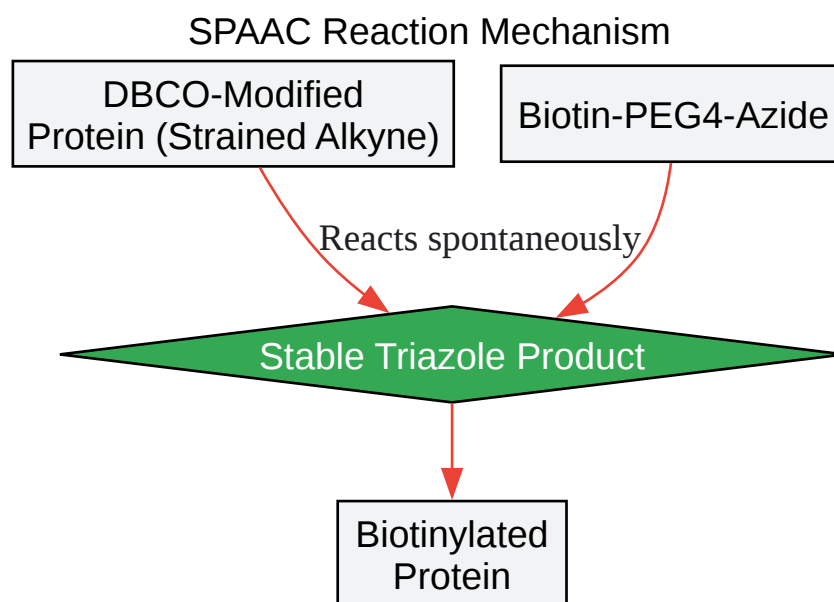 SPAAC Reaction Mechanism
DBCO-Modified
Protein (Strained Alkyne)
Biotin-PEG4-Azide
Reacts spontaneously
Stable Triazole Product
Biotinylated
Protein